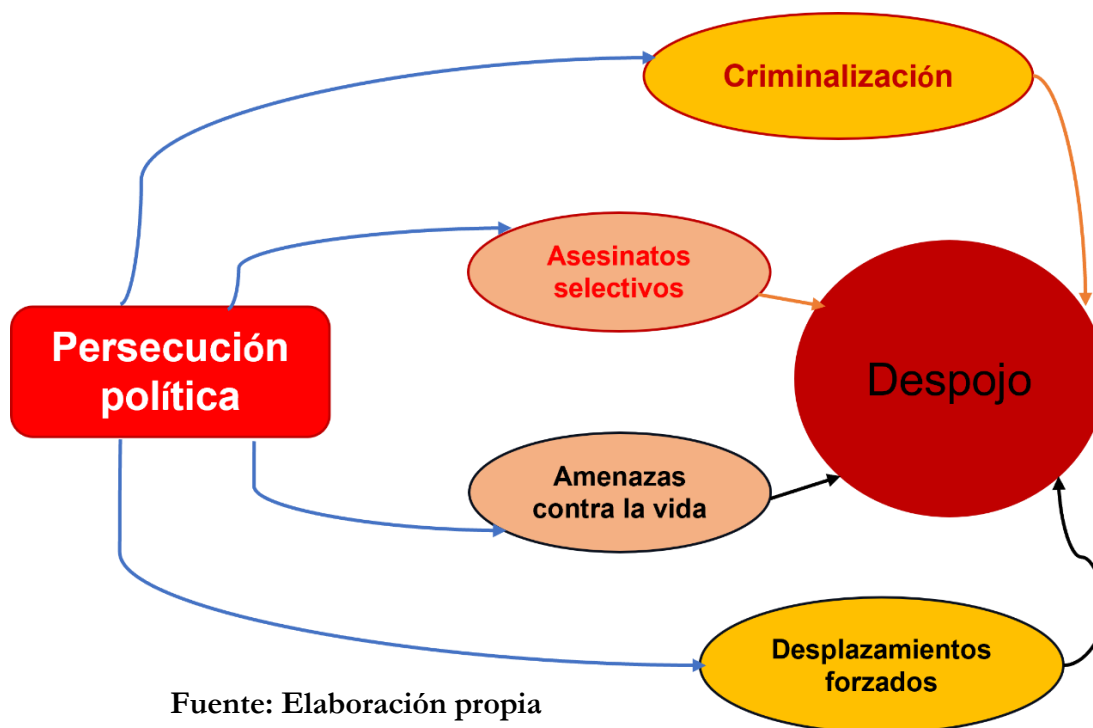 Criminalización
Asesinatos
selectivos
Persecución
política
Despojo
Amenazas
contra la vida
Desplazamientos
forzados
Fuente: Elaboración propia